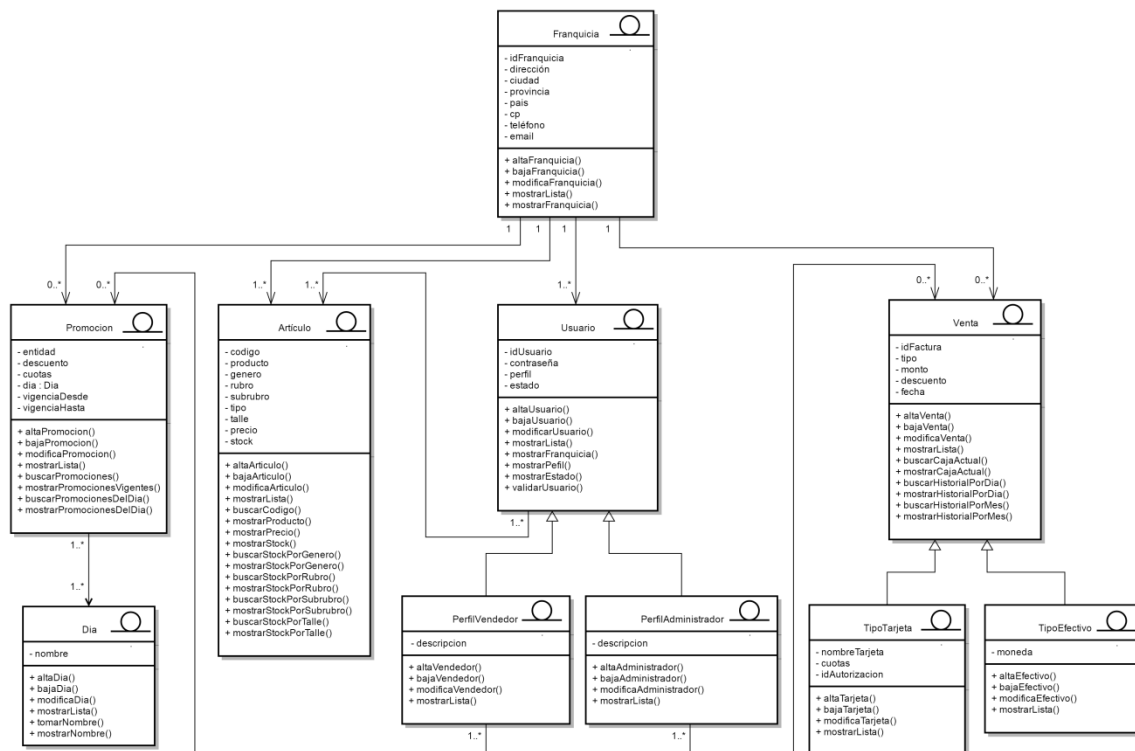 Franquicia
- idFranquicia
- dirección
- ciudad
- provincia
- pais
- cp
- teléfono
- email
+ altaFranquicia()
+ bajaFranquicia()
+ modificaFranquicia()
+ mostrarLista()
+ mostrarFranquicia()
1
1
1
1
0..*
0..*
1..*
1..*
1..*
0..*
0..*
Promocion
- entidad
- descuento
- cuotas
- dia : Dia
- vigenciaDesde
- vigenciaHasta
+ altaPromocion()
+ bajaPromocion()
+ modificaPromocion()
+ mostrarLista()
+ buscarPromociones()
+ mostrarPromocionesVigentes()
+ buscarPromocionesDelDia()
+ mostrarPromocionesDelDia()
1..*
1..*
Artículo
- codigo
- producto
- genero
- rubro
- subrubro
- tipo
- talle
- precio
- stock
+ altaArticulo()
+ bajaArticulo()
+ modificaArticulo()
+ mostrarLista()
+ buscarCodigo()
+ mostrarProducto()
+ mostrarPrecio()
+ mostrarStock()
+ buscarStockPorGenero()
+ mostrarStockPorGenero()
+ buscarStockPorRubro()
+ mostrarStockPorRubro()
+ buscarStockPorSubrubro()
+ mostrarStockPorSubrubro()
+ buscarStockPorTalle()
+ mostrarStockPorTalle()
Usuario
- idUsuario
- contraseña
- perfil
- estado
+ altaUsuario()
+ bajaUsuario()
+ modificarUsuario()
+ mostrarLista()
+ mostrarFranquicia()
+ mostrarPefil()
+ mostrarEstado()
+ validarUsuario()
1..*
Venta
- idFactura
- tipo
- monto
- descuento
- fecha
+ altaVenta()
+ bajaVenta()
+ modificaVenta()
+ mostrarLista()
+ buscarCajaActual()
+ mostrarCajaActual()
+ buscarHistorialPorDia()
+ mostrarHistorialPorDia()
+ buscarHistorialPorMes()
+ mostrarHistorialPorMes()
Dia
- nombre
+ altaDia()
+ bajaDia()
+ modificaDia()
+ mostrarLista()
+ tomarNombre()
+ mostrarNombre()
PerfilVendedor
- descripcion
+ altaVendedor()
+ bajaVendedor()
+ modificaVendedor()
+ mostrarLista()
1..*
PerfilAdministrador
- descripcion
+ altaAdministrador()
+ bajaAdministrador()
+ modificaAdministrador()
+ mostrarLista()
1..*
TipoTarjeta
- nombreTarjeta
- cuotas
- idAutorizacion
+ altaTarjeta()
+ bajaTarjeta()
+ modificaTarjeta()
+ mostrarLista()
TipoEfectivo
- moneda
+ altaEfectivo()
+ bajaEfectivo()
+ modificaEfectivo()
+ mostrarLista()